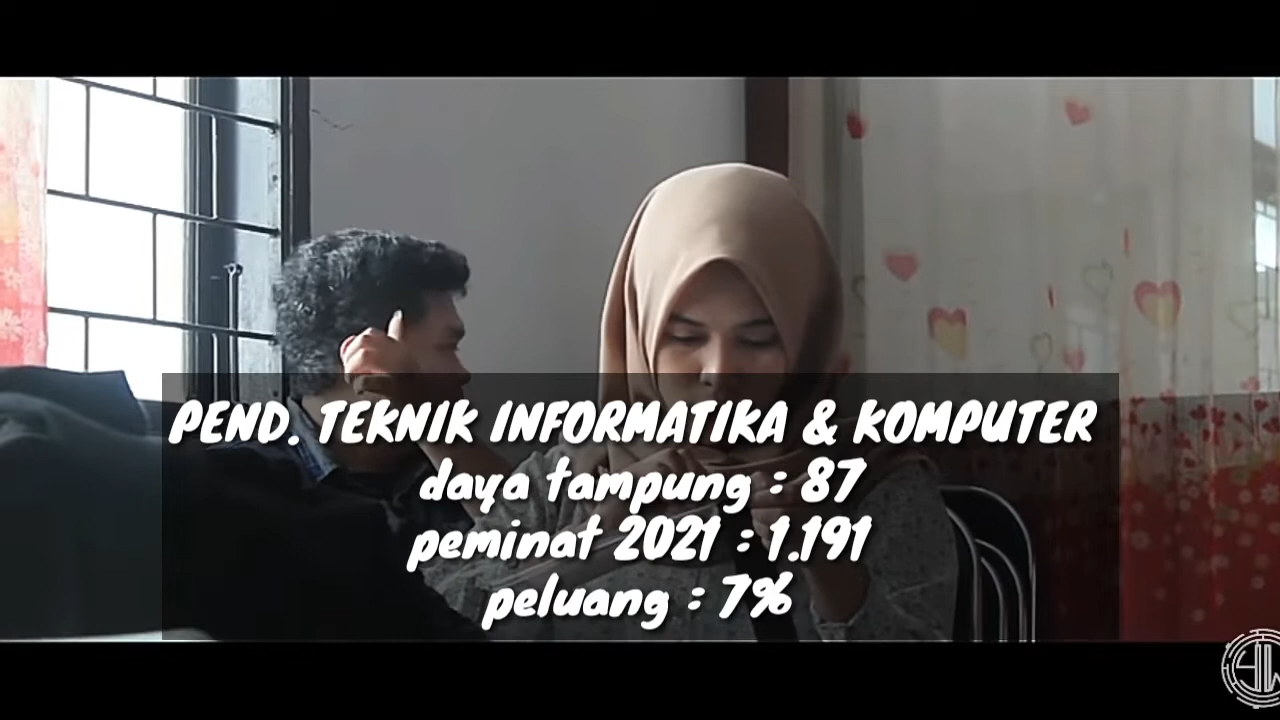 PEND. TEKNIK INFORMATIKA & KOMPUTER
daya tampung : 87
peminat 2021 : 1.191
peluang : 7%